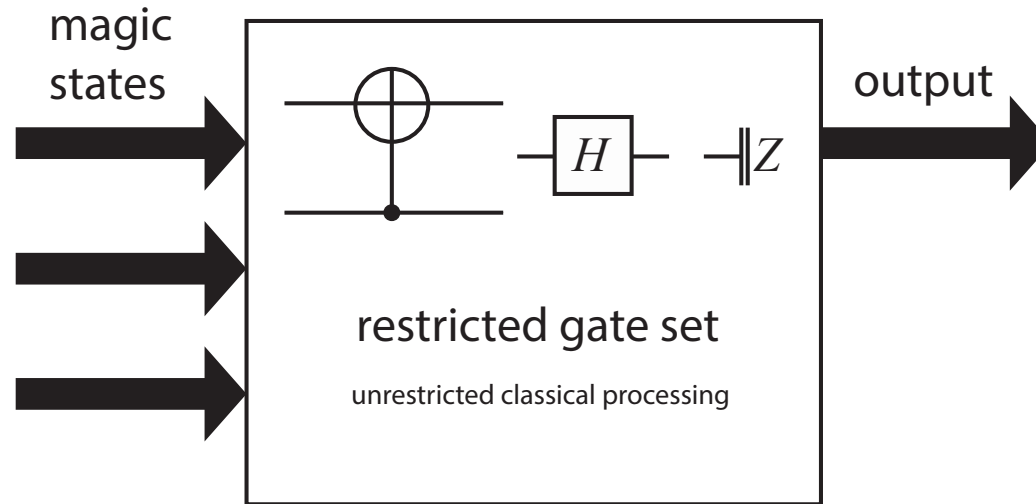 magic
states
output
H
Z
restricted gate set
unrestricted classical processing